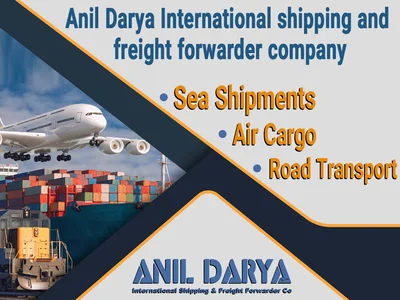 Anil Darya International shipping and
freight forwarder company
• Sea Shipments
• Air Cargo
• Road Transport
ANIL DARYA
International Shipping & Freight Forwarder Co